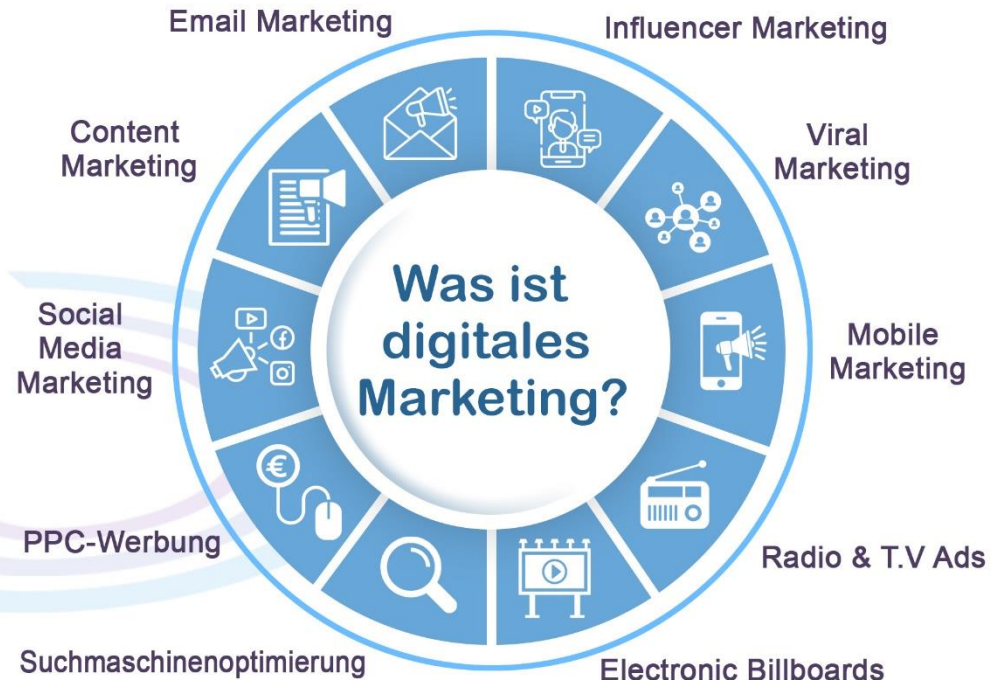 Email Marketing
Influencer Marketing
Content
Marketing
Viral
Marketing
Was ist
digitales
Marketing?
Social
Media
Marketing
Mobile
Marketing
PPC-Werbung
Radio & T.V Ads
Suchmaschinenoptimierung
Electronic Billboards